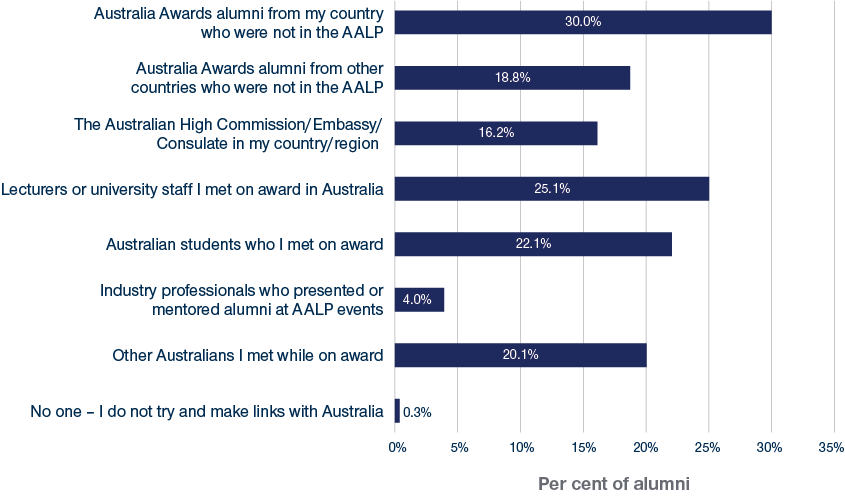 Australia Awards alumni from my country
who were not in the AALP
30.0%
Australia Awards alumni from other
countries who were not in the AALP
18.8%
The Australian High Commission/Embassy/
Consulate in my country/region
16.2%
Lecturers or university staff I met on award in Australia
25.1%
Australian students who I met on award
22.1%
Industry professionals who presented or
mentored alumni at AALP events
4.0%
Other Australians I met while on award
20.1%
No one – I do not try and make links with Australia
0.3%
0% 5% 10% 15% 20% 25% 30% 35%
Per cent of alumni